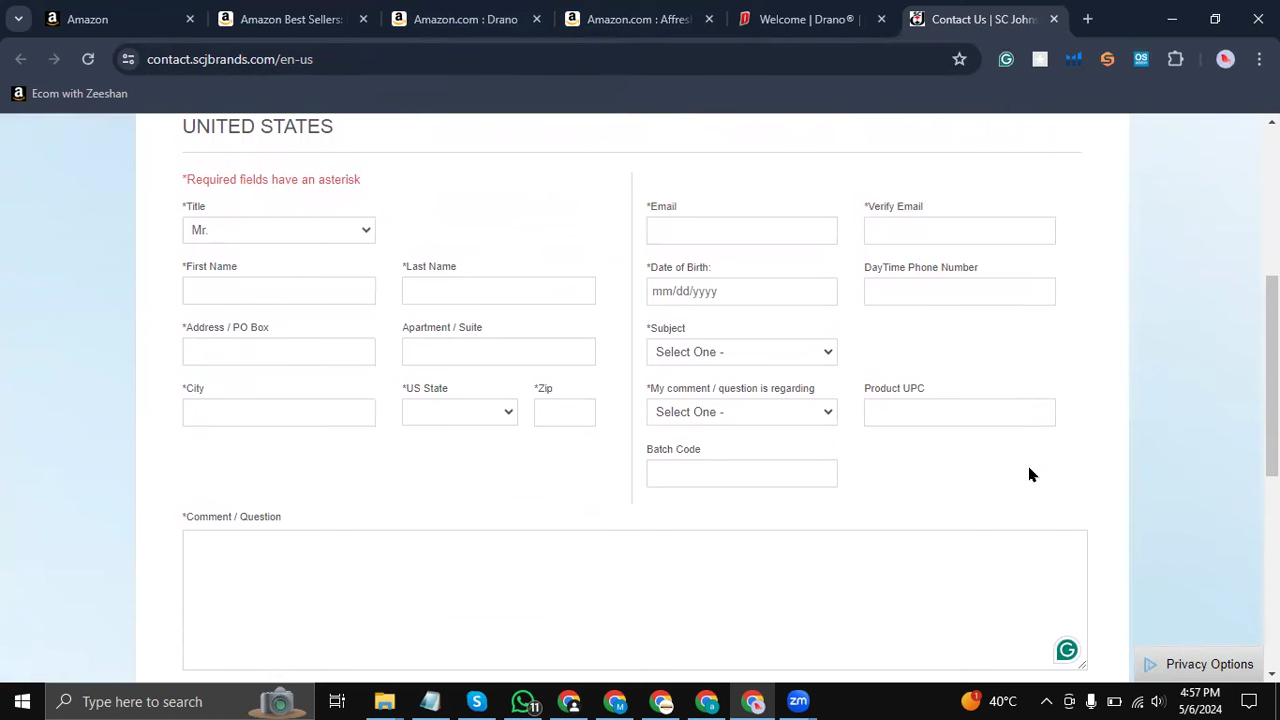 Amazon
Amazon Best Sellers:
Amazon.com : Drano
Amazon.com : Affres
Welcome | Drano®
Contact Us | SC Johns
contact.scjbrands.com/en-us
Ecom with Zeeshan
UNITED STATES
*Required fields have an asterisk
*Title
*Email
*Verify Email
Mr.
*First Name
*Last Name
*Date of Birth:
DayTime Phone Number
mm/dd/yyyy
*Address / PO Box
Apartment / Suite
*Subject
Select One -
*City
*US State
*Zip
*My comment / question is regarding
Product UPC
Select One -
Batch Code
*Comment / Question
Privacy Options
Type here to search
11
1
40°C
4:57 PM
5/6/2024